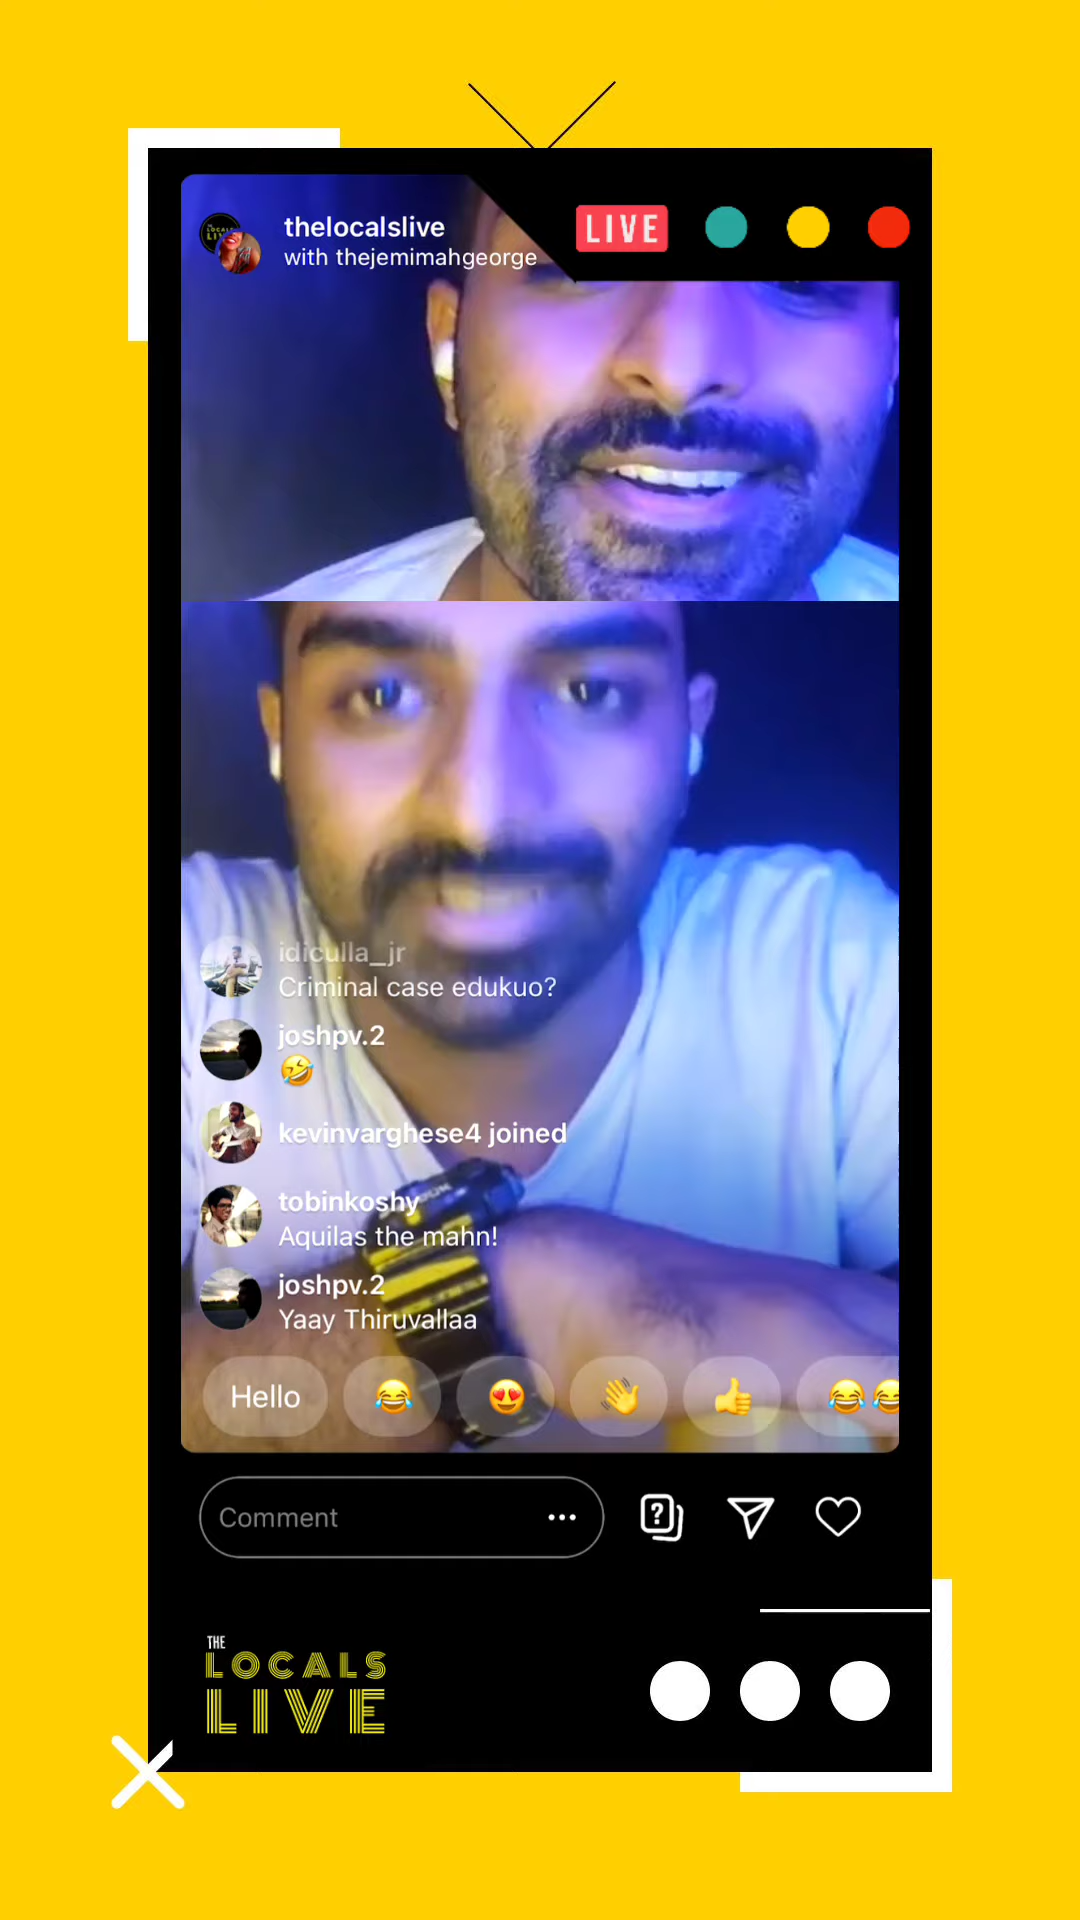 thelocalslive
with thejemimahgeorge
LIVE
idiculla_jr
Criminal case edukuo?
joshpv.2
🤣
kevinvarghese4 joined
tobinkoshy
Aquilas the mahn!
joshpv.2
Yaay Thiruvallaa
Hello 😂 😍 👋 👍 😂😂
Comment
THE
LOCALS
LIVE